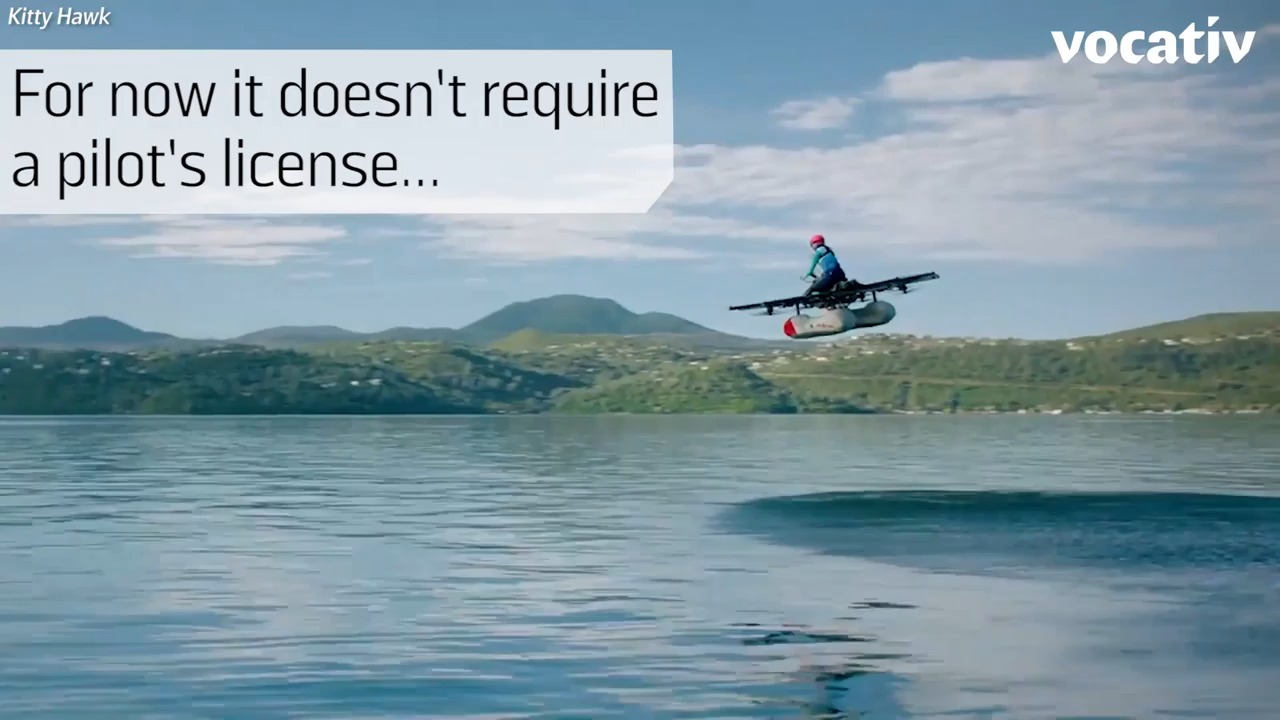 Kitty Hawk
vocativ
For now it doesn't require
a pilot's license...